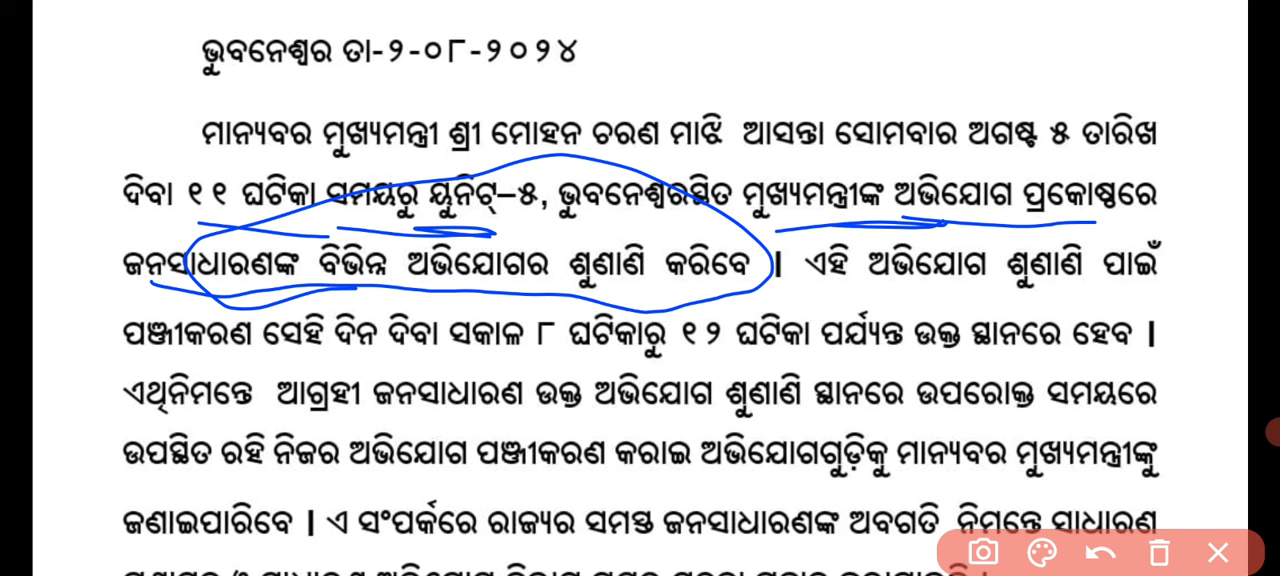 ଭୁବନେଶ୍ୱର ତା-୨-୦୮-୨୦୨୪
ମାନ୍ୟବର ମୁଖ୍ୟମନ୍ତ୍ରୀ ଶ୍ରୀ ମୋହନ ଚରଣ ମାଝି ଆସନ୍ତା ସୋମବାର ଅଗଷ୍ଟ ୫ ତାରିଖ
ଦିବା ୧୧ ଘଟିକା ସମୟରୁ ୟୁନିଟ୍‌–୫, ଭୁବନେଶ୍ୱରସ୍ଥିତ ମୁଖ୍ୟମନ୍ତ୍ରୀଙ୍କ ଅଭିଯୋଗ ପ୍ରକୋଷ୍ଠରେ
ଜନସାଧାରଣଙ୍କ ବିଭିନ୍ନ ଅଭିଯୋଗର ଶୁଣାଣି କରିବେ | ଏହି ଅଭିଯୋଗ ଶୁଣାଣି ପାଇଁ
ପଞ୍ଜୀକରଣ ସେହି ଦିନ ଦିବା ସକାଳ ୮ ଘଟିକାରୁ ୧୨ ଘଟିକା ପର୍ଯ୍ୟନ୍ତ ଉକ୍ତ ସ୍ଥାନରେ ହେବ |
ଏଥିନିମନ୍ତେ ଆଗ୍ରହୀ ଜନସାଧାରଣ ଉକ୍ତ ଅଭିଯୋଗ ଶୁଣାଣି ସ୍ଥାନରେ ଉପରୋକ୍ତ ସମୟରେ
ଉପସ୍ଥିତ ରହି ନିଜର ଅଭିଯୋଗ ପଞ୍ଜୀକରଣ କରାଇ ଅଭିଯୋଗଗୁଡ଼ିକୁ ମାନ୍ୟବର ମୁଖ୍ୟମନ୍ତ୍ରୀଙ୍କୁ
ଜଣାଇପାରିବେ | ଏ ସଂପର୍କରେ ରାଜ୍ୟର ସମସ୍ତ ଜନସାଧାରଣଙ୍କ ଅବଗତି ନିମନ୍ତେ ସାଧାରଣ